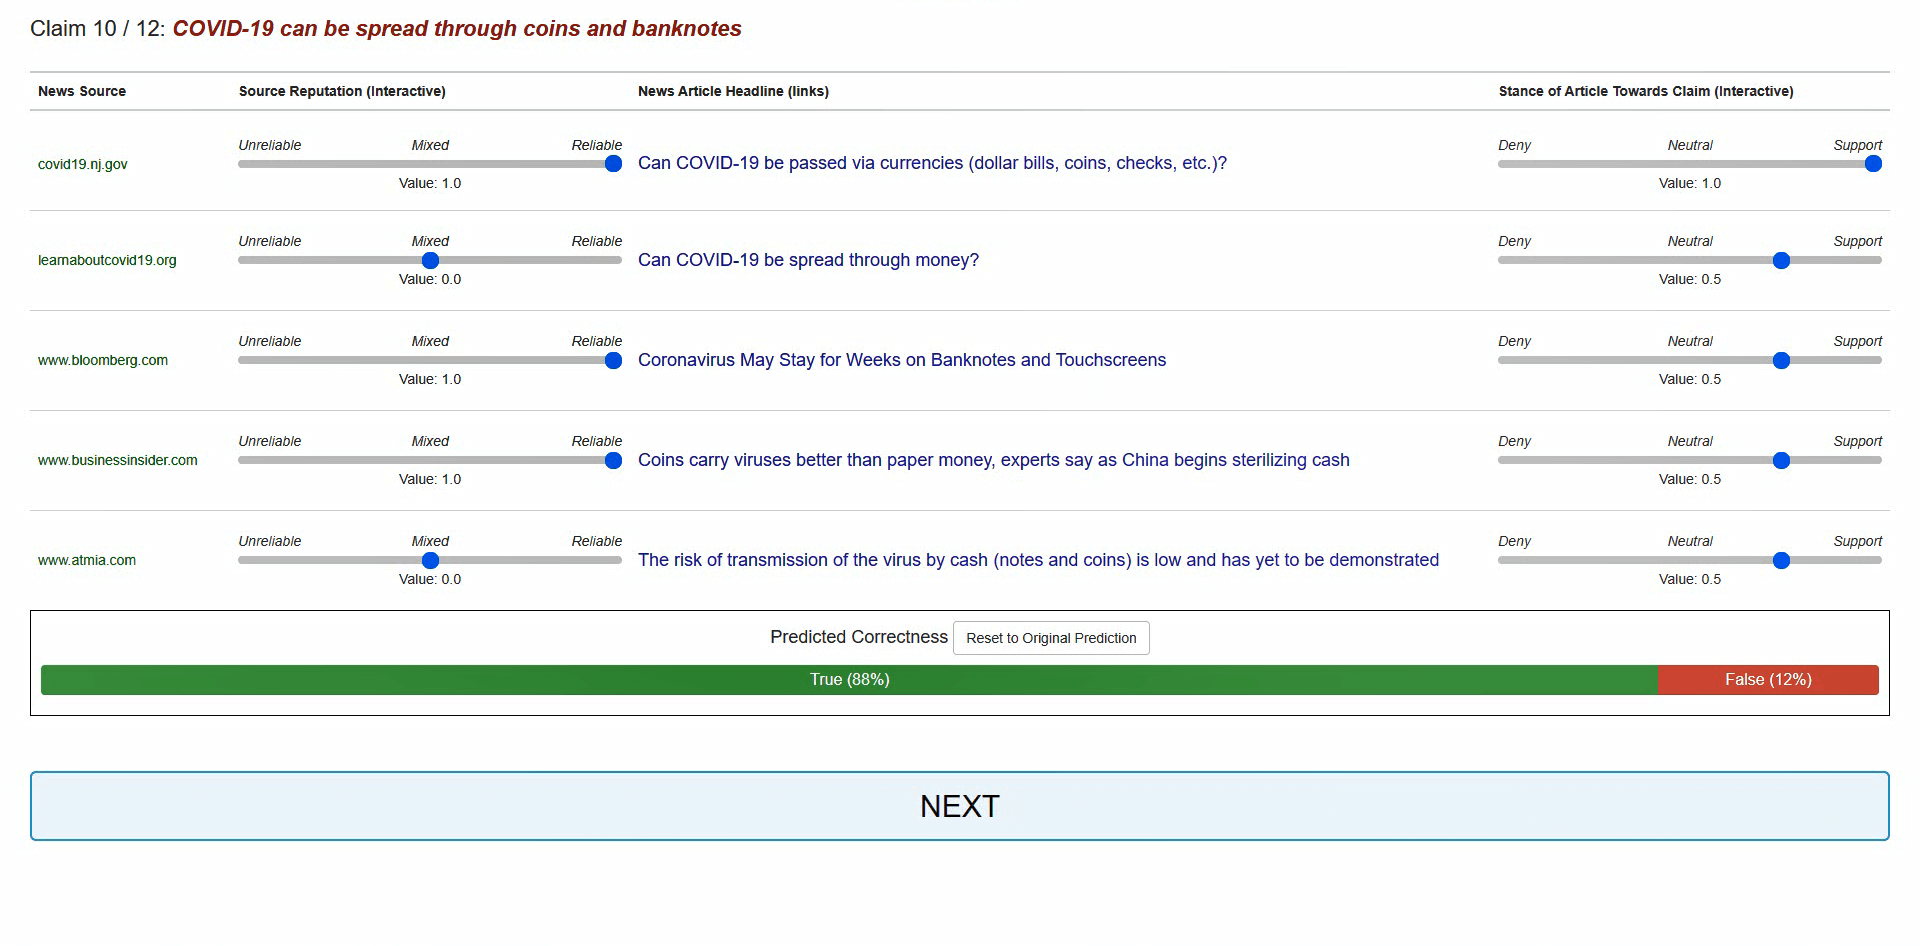 Claim 10 / 12: COVID-19 can be spread through coins and banknotes
News Source Source Reputation (Interactive) News Article Headline (links) Stance of Article Towards Claim (Interactive)
Unreliable Mixed Reliable Deny Neutral Support
covid19.nj.gov Can COVID-19 be passed via currencies (dollar bills, coins, checks, etc.)?
Value: 1.0 Value: 1.0
Unreliable Mixed Reliable Deny Neutral Support
learnaboutcovid19.org Can COVID-19 be spread through money?
Value: 0.0 Value: 0.5
Unreliable Mixed Reliable Deny Neutral Support
www.bloomberg.com Coronavirus May Stay for Weeks on Banknotes and Touchscreens
Value: 1.0 Value: 0.5
Unreliable Mixed Reliable Deny Neutral Support
www.businessinsider.com Coins carry viruses better than paper money, experts say as China begins sterilizing cash
Value: 1.0 Value: 0.5
Unreliable Mixed Reliable Deny Neutral Support
www.atmia.com The risk of transmission of the virus by cash (notes and coins) is low and has yet to be demonstrated
Value: 0.0 Value: 0.5
Predicted Correctness Reset to Original Prediction
True (88%) False (12%)
NEXT